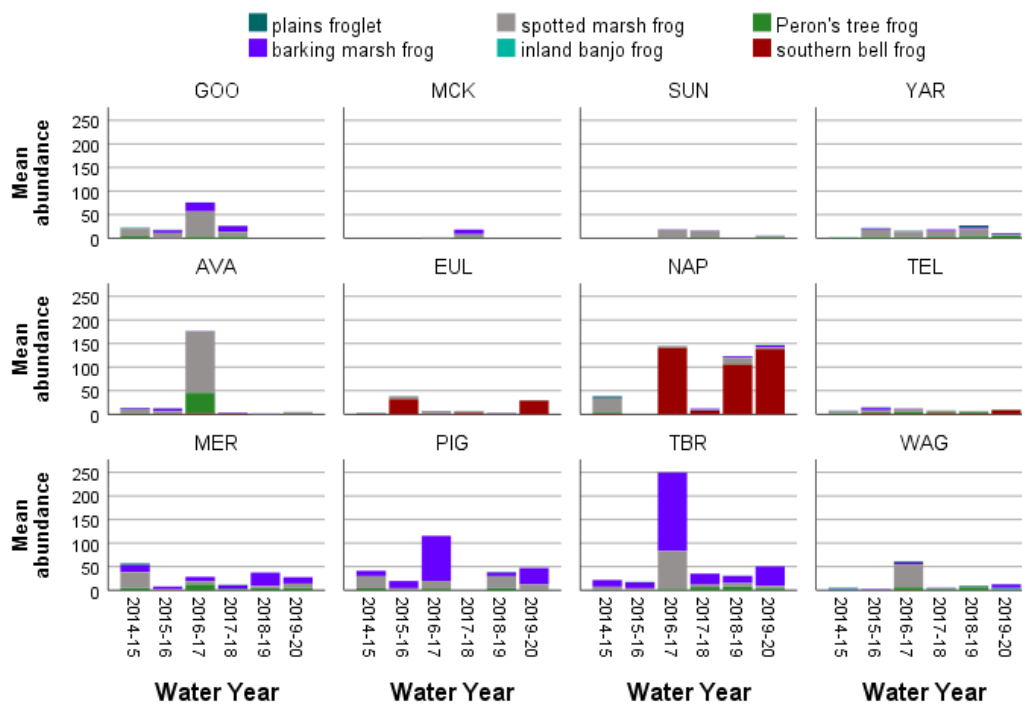 plains froglet spotted marsh frog Peron's tree frog
barking marsh frog inland banjo frog southern bell frog
GOO MCK SUN YAR
Mean abundance
250
200
150
100
50
0
AVA EUL NAP TEL
Mean abundance
250
200
150
100
50
0
MER PIG TBR WAG
Mean abundance
250
200
150
100
50
0
2014-15 2015-16 2016-17 2017-18 2018-19 2019-20 2014-15 2015-16 2016-17 2017-18 2018-19 2019-20 2014-15 2015-16 2016-17 2017-18 2018-19 2019-20 2014-15 2015-16 2016-17 2017-18 2018-19 2019-20
Water Year Water Year Water Year Water Year